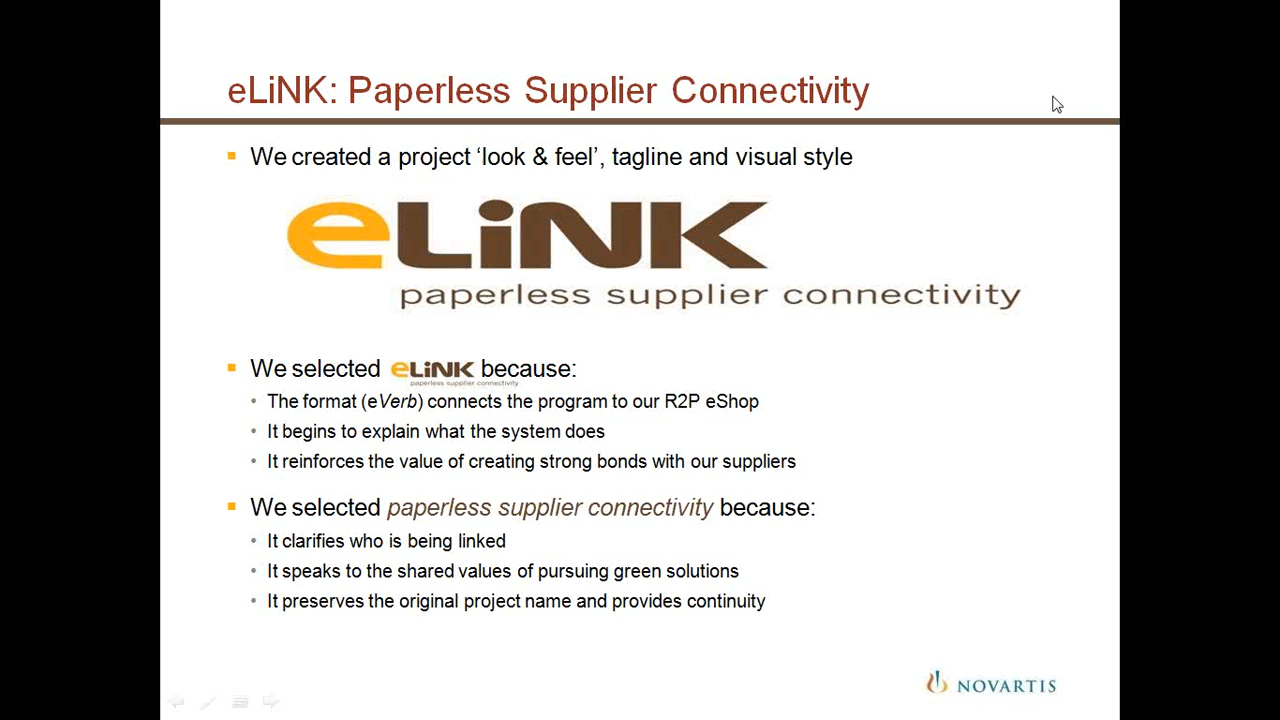 eLiNK: Paperless Supplier Connectivity
We created a project ‘look & feel’, tagline and visual style
eLiNK
paperless supplier connectivity
We selected eLiNK paperless supplier connectivity because:
The format (eVerb) connects the program to our R2P eShop
It begins to explain what the system does
It reinforces the value of creating strong bonds with our suppliers
We selected paperless supplier connectivity because:
It clarifies who is being linked
It speaks to the shared values of pursuing green solutions
It preserves the original project name and provides continuity
NOVARTIS